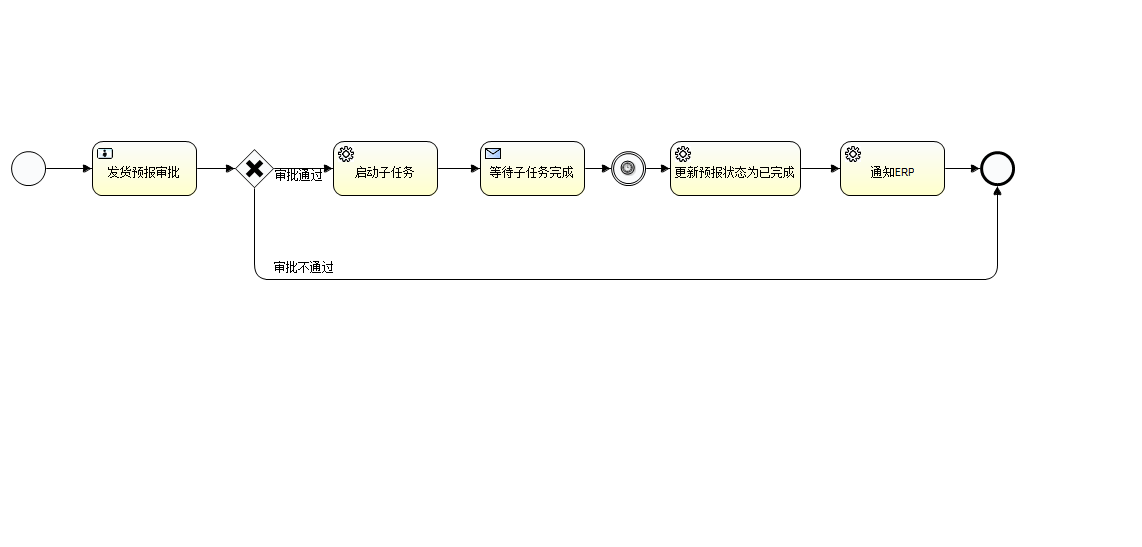 发货预报审批
审批通过
启动子任务
等待子任务完成
更新预报状态为已完成
通知ERP
审批不通过